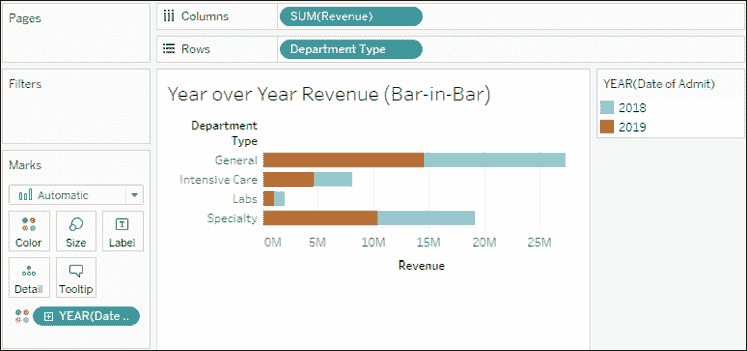 Pages
Columns
SUM(Revenue)
Rows
Department Type
Filters
Marks
Automatic
Color
Size
Label
Detail
Tooltip
YEAR(Date ..
Year over Year Revenue (Bar-in-Bar)
Department
Type
General
Intensive Care
Labs
Specialty
0M 5M 10M 15M 20M 25M
Revenue
YEAR(Date of Admit)
2018
2019